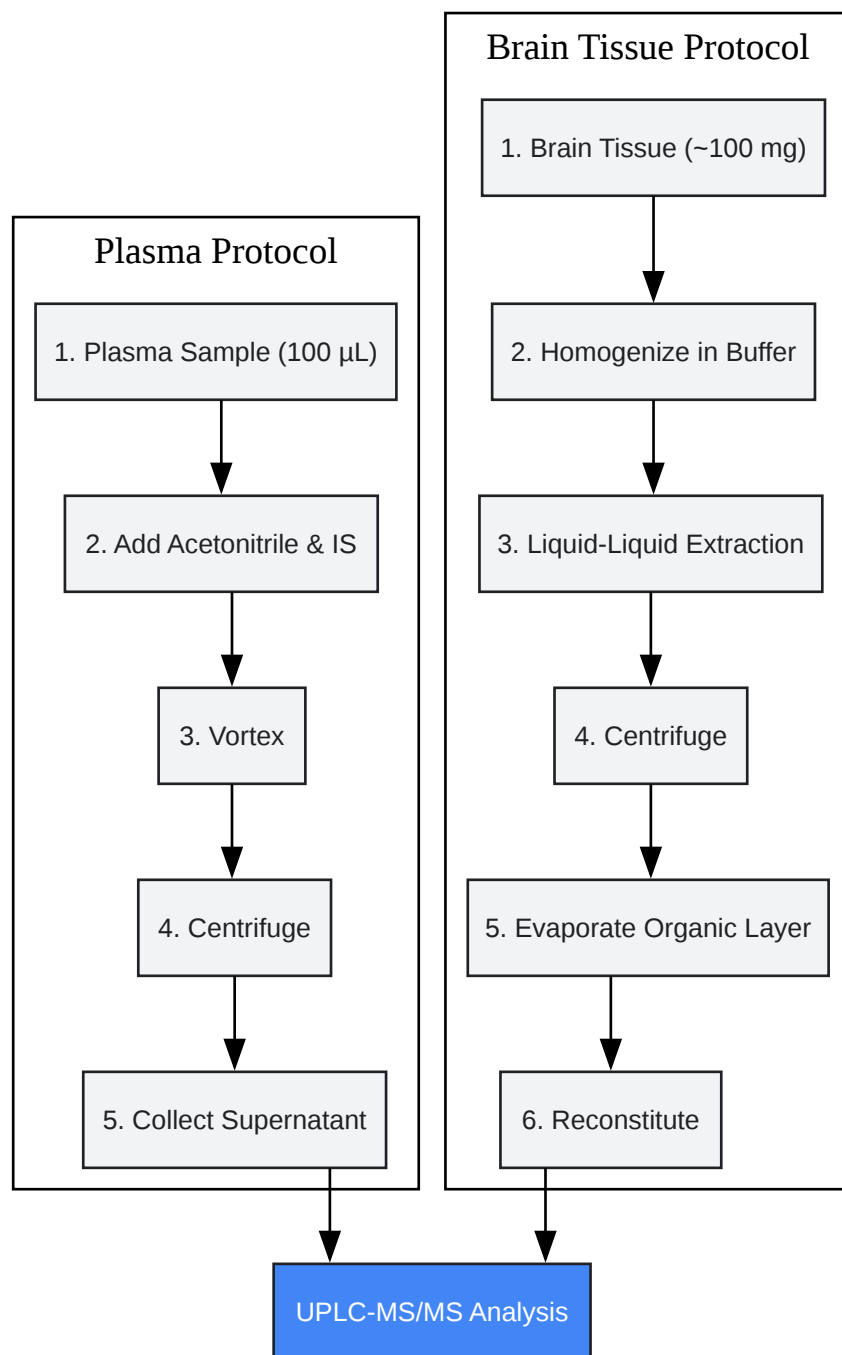 Plasma Protocol
1. Plasma Sample (100 µL)
2. Add Acetonitrile & IS
3. Vortex
4. Centrifuge
5. Collect Supernatant
Brain Tissue Protocol
1. Brain Tissue (~100 mg)
2. Homogenize in Buffer
3. Liquid-Liquid Extraction
4. Centrifuge
5. Evaporate Organic Layer
6. Reconstitute
UPLC-MS/MS Analysis